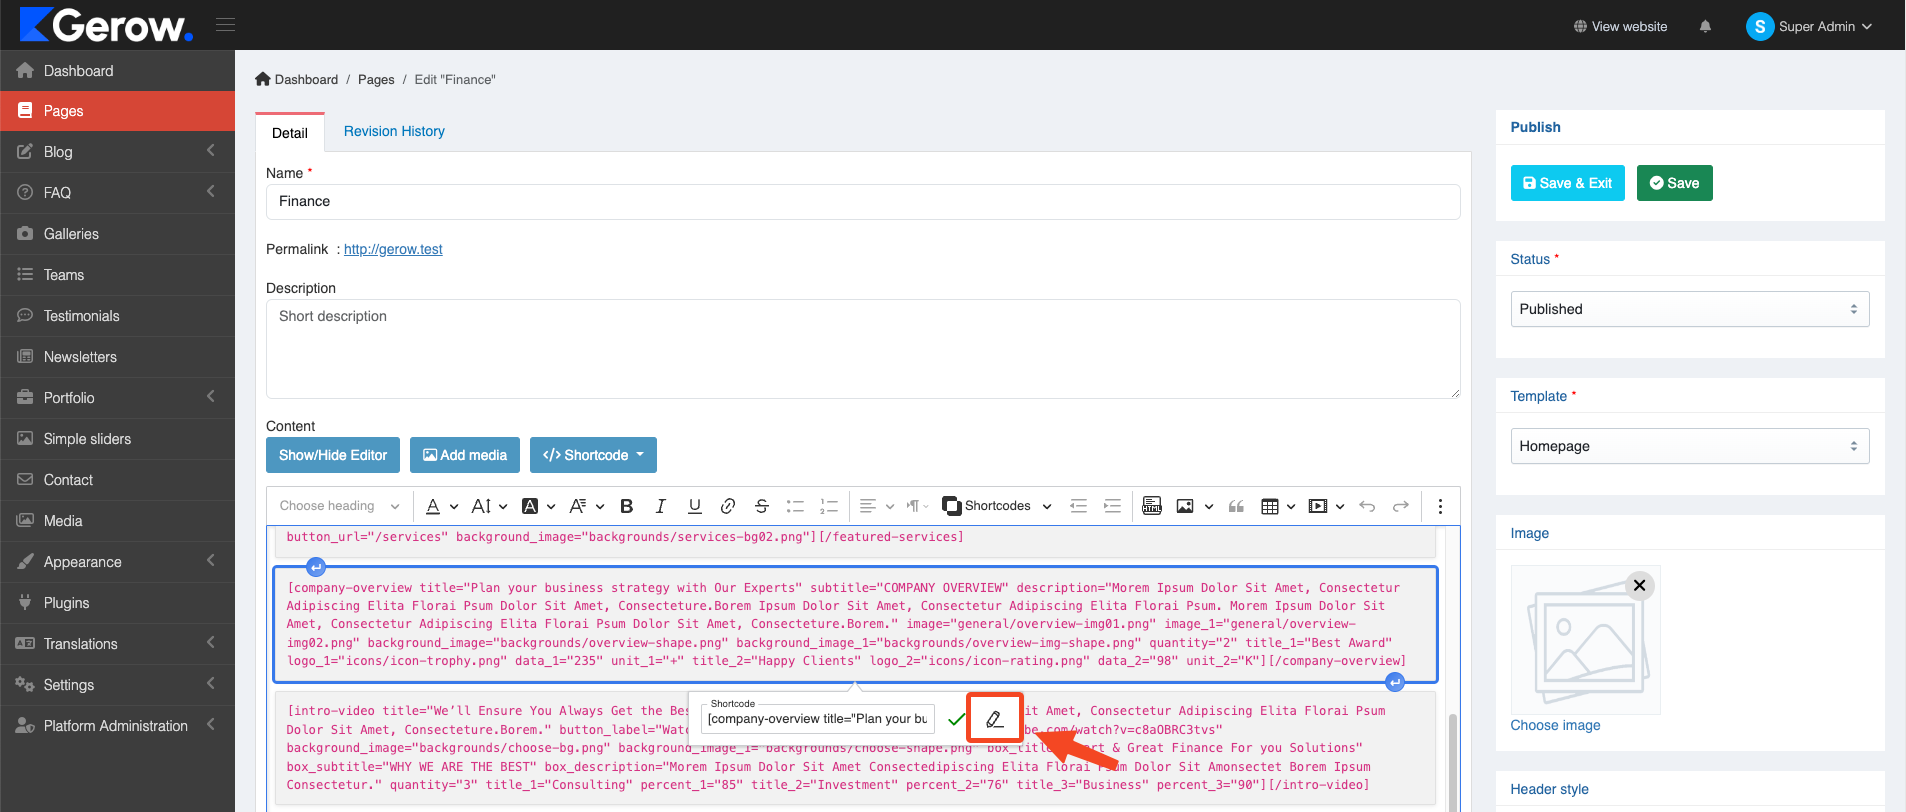 Gerow.
View website
S Super Admin
Dashboard
Pages
Blog
FAQ
Galleries
Teams
Testimonials
Newsletters
Portfolio
Simple sliders
Contact
Media
Appearance
Plugins
Translations
Settings
Platform Administration
Dashboard / Pages / Edit "Finance"
Detail
Revision History
Name *
Finance
Permalink : http://gerow.test
Description
Short description
Content
Show/Hide Editor
Add media
</> Shortcode
Choose heading
Shortcodes
HTML
button_url="/services" background_image="backgrounds/services-bg02.png"][/featured-services]
[company-overview title="Plan your business strategy with Our Experts" subtitle="COMPANY OVERVIEW" description="Morem Ipsum Dolor Sit Amet, Consectetur
Adipiscing Elita Florai Psum Dolor Sit Amet, Consecteture.Borem Ipsum Dolor Sit Amet, Consectetur Adipiscing Elita Florai Psum. Morem Ipsum Dolor Sit
Amet, Consectetur Adipiscing Elita Florai Psum Dolor Sit Amet, Consecteture.Borem." image="general/overview-img01.png" image_1="general/overview-
img02.png" background_image="backgrounds/overview-shape.png" background_image_1="backgrounds/overview-img-shape.png" quantity="2" title_1="Best Award"
logo_1="icons/icon-trophy.png" data_1="235" unit_1="+" title_2="Happy Clients" logo_2="icons/icon-rating.png" data_2="98" unit_2="K"][/company-overview]
Shortcode
[company-overview title="Plan your bu
[intro-video title="We’ll Ensure You Always Get the Bes it Amet, Consectetur Adipiscing Elita Florai Psum
Dolor Sit Amet, Consecteture.Borem." button_label="Watc be.com/watch?v=c8aOBRC3tvs"
background_image="backgrounds/choose-bg.png" background_image_1="backgrounds/choose-shape.png" box_title art & Great Finance For you Solutions"
box_subtitle="WHY WE ARE THE BEST" box_description="Morem Ipsum Dolor Sit Amet Consectedipiscing Elita Florai Psum Dolor Sit Amonsectet Borem Ipsum
Consectetur." quantity="3" title_1="Consulting" percent_1="85" title_2="Investment" percent_2="76" title_3="Business" percent_3="90"][/intro-video]
Publish
Save & Exit
Save
Status *
Published
Template *
Homepage
Image
Choose image
Header style